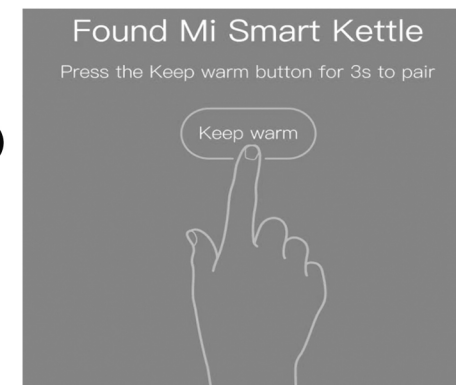 Found Mi Smart Kettle
Press the Keep warm button for 3s to pair
Keep warm